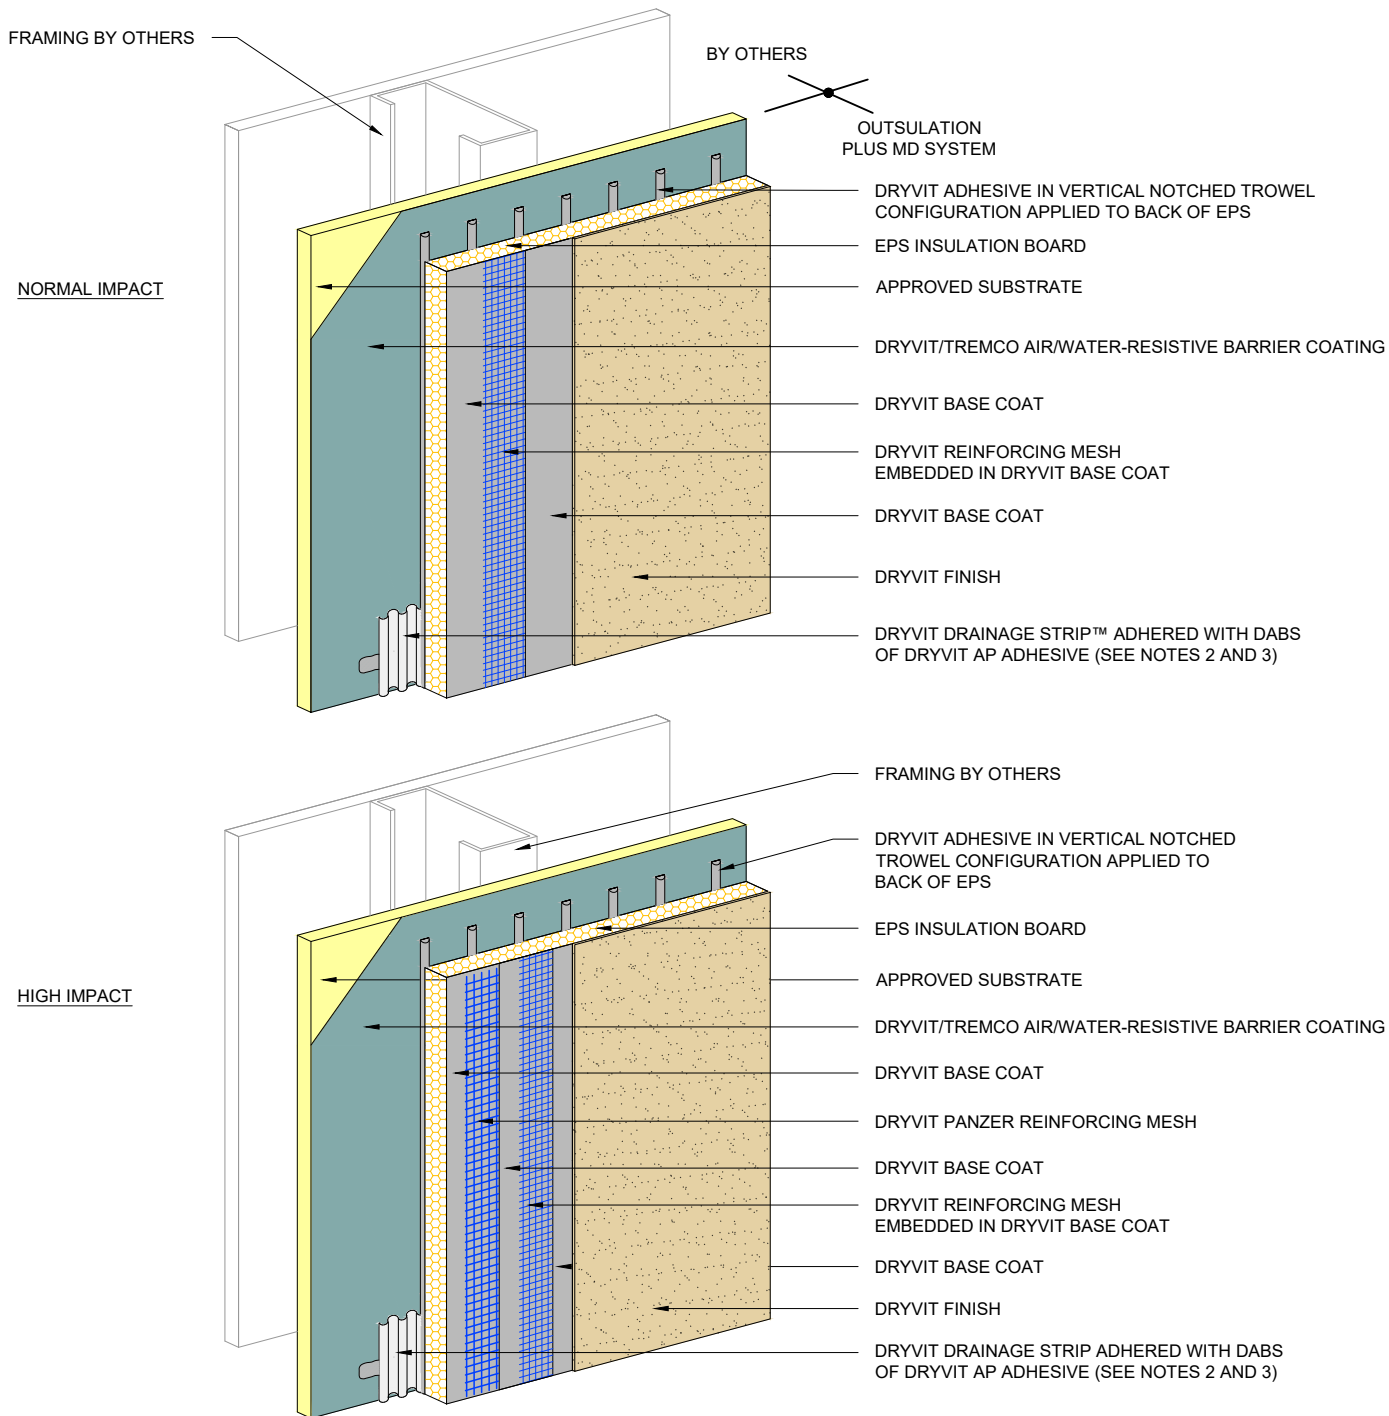 FRAMING BY OTHERS
BY OTHERS
OUTSULATION
PLUS MD SYSTEM
DRYVIT ADHESIVE IN VERTICAL NOTCHED TROWEL
CONFIGURATION APPLIED TO BACK OF EPS
EPS INSULATION BOARD
NORMAL IMPACT
APPROVED SUBSTRATE
DRYVIT/TREMCO AIR/WATER-RESISTIVE BARRIER COATING
DRYVIT BASE COAT
DRYVIT REINFORCING MESH
EMBEDDED IN DRYVIT BASE COAT
DRYVIT BASE COAT
DRYVIT FINISH
DRYVIT DRAINAGE STRIP™ ADHERED WITH DABS
OF DRYVIT AP ADHESIVE (SEE NOTES 2 AND 3)
FRAMING BY OTHERS
DRYVIT ADHESIVE IN VERTICAL NOTCHED
TROWEL CONFIGURATION APPLIED TO
BACK OF EPS
EPS INSULATION BOARD
APPROVED SUBSTRATE
HIGH IMPACT
DRYVIT/TREMCO AIR/WATER-RESISTIVE BARRIER COATING
DRYVIT BASE COAT
DRYVIT PANZER REINFORCING MESH
DRYVIT BASE COAT
DRYVIT REINFORCING MESH
EMBEDDED IN DRYVIT BASE COAT
DRYVIT BASE COAT
DRYVIT FINISH
DRYVIT DRAINAGE STRIP ADHERED WITH DABS
OF DRYVIT AP ADHESIVE (SEE NOTES 2 AND 3)